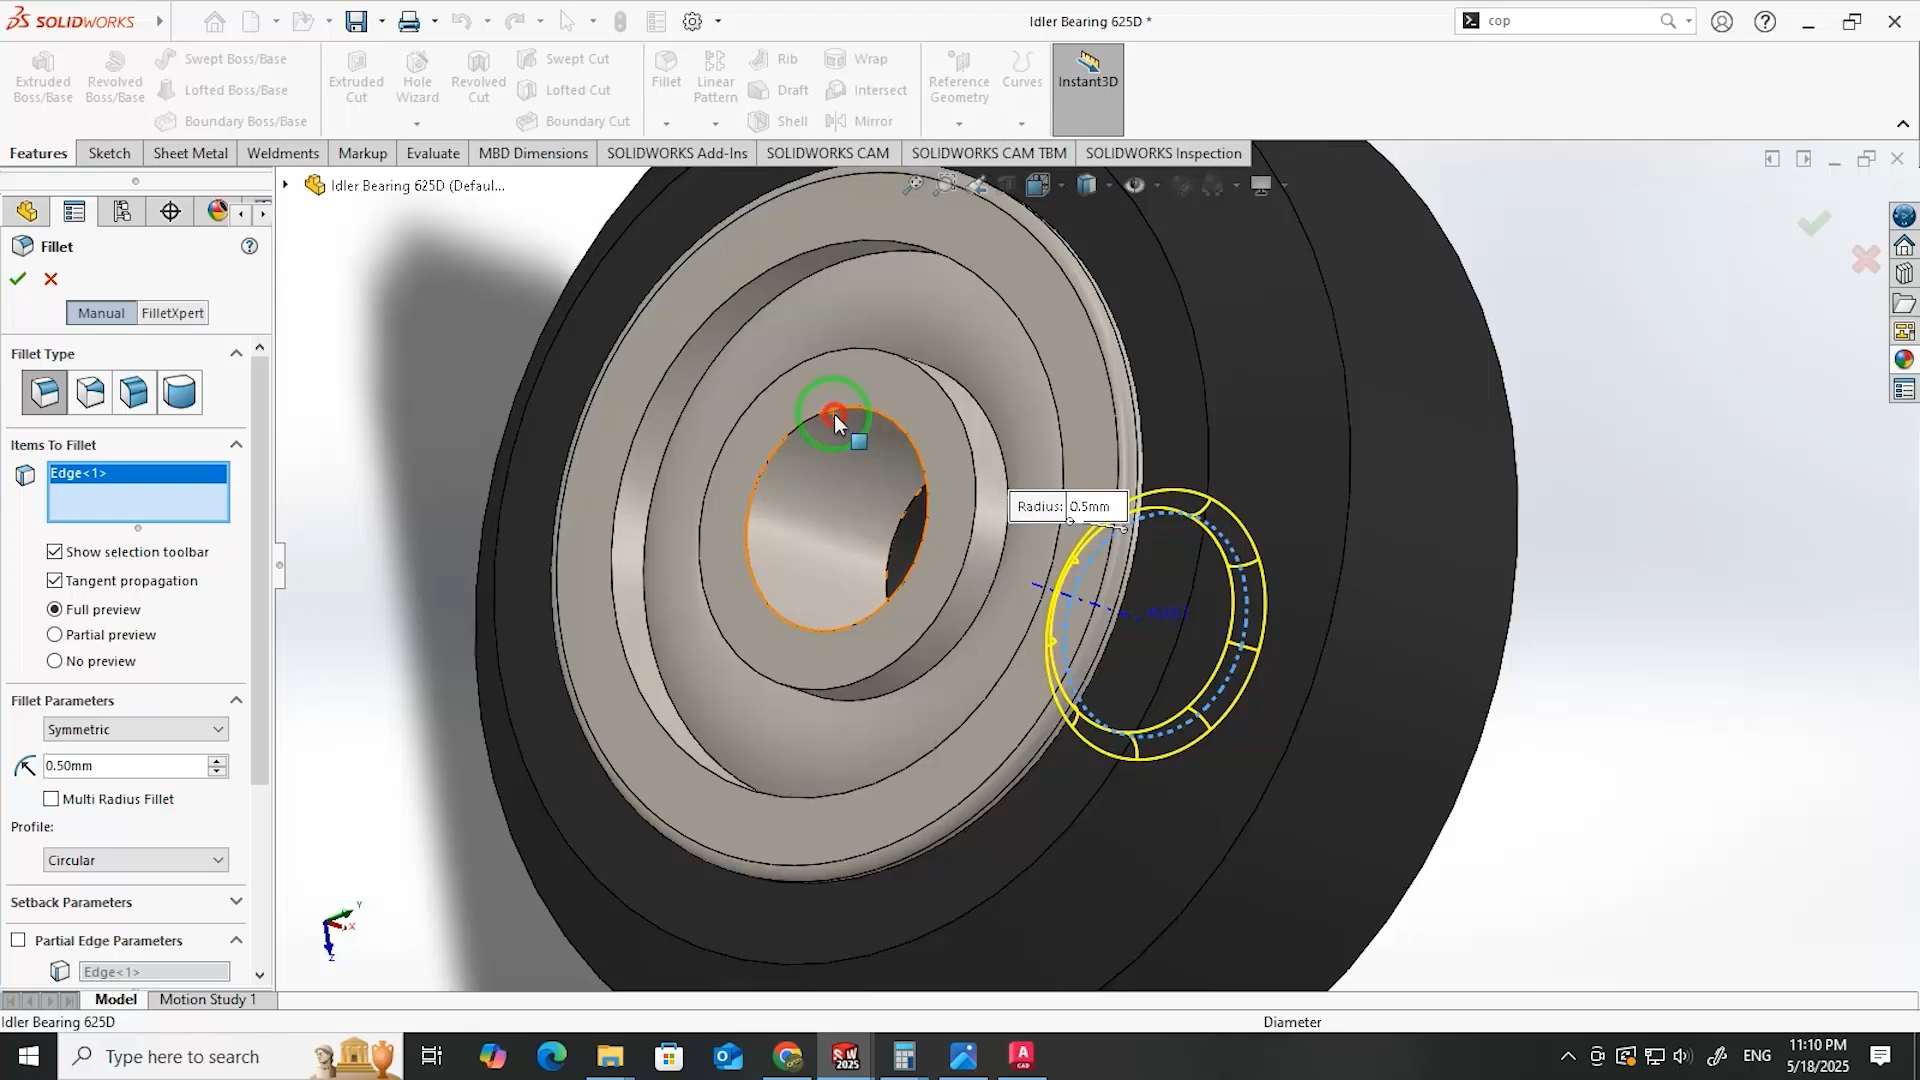 SOLIDWORKS
Idler Bearing 625D *
cop
Extruded Boss/Base
Revolved Boss/Base
Swept Boss/Base
Lofted Boss/Base
Boundary Boss/Base
Extruded Cut
Hole Wizard
Revolved Cut
Swept Cut
Lofted Cut
Boundary Cut
Fillet
Linear Pattern
Rib
Draft
Shell
Wrap
Intersect
Mirror
Reference Geometry
Curves
Instant3D
Features Sketch Sheet Metal Weldments Markup Evaluate MBD Dimensions SOLIDWORKS Add-Ins SOLIDWORKS CAM SOLIDWORKS CAM TBM SOLIDWORKS Inspection
Idler Bearing 625D (Defaul...
Fillet
Manual FilletXpert
Fillet Type
Items To Fillet
Edge<1>
Show selection toolbar
Tangent propagation
Full preview
Partial preview
No preview
Fillet Parameters
Symmetric
0.50mm
Multi Radius Fillet
Profile:
Circular
Setback Parameters
Partial Edge Parameters
Edge<1>
Radius: 0.5mm
Y
X
Z
Model Motion Study 1
Idler Bearing 625D
Diameter
Type here to search
SW 2025
A CAD
ENG
11:10 PM
5/18/2025